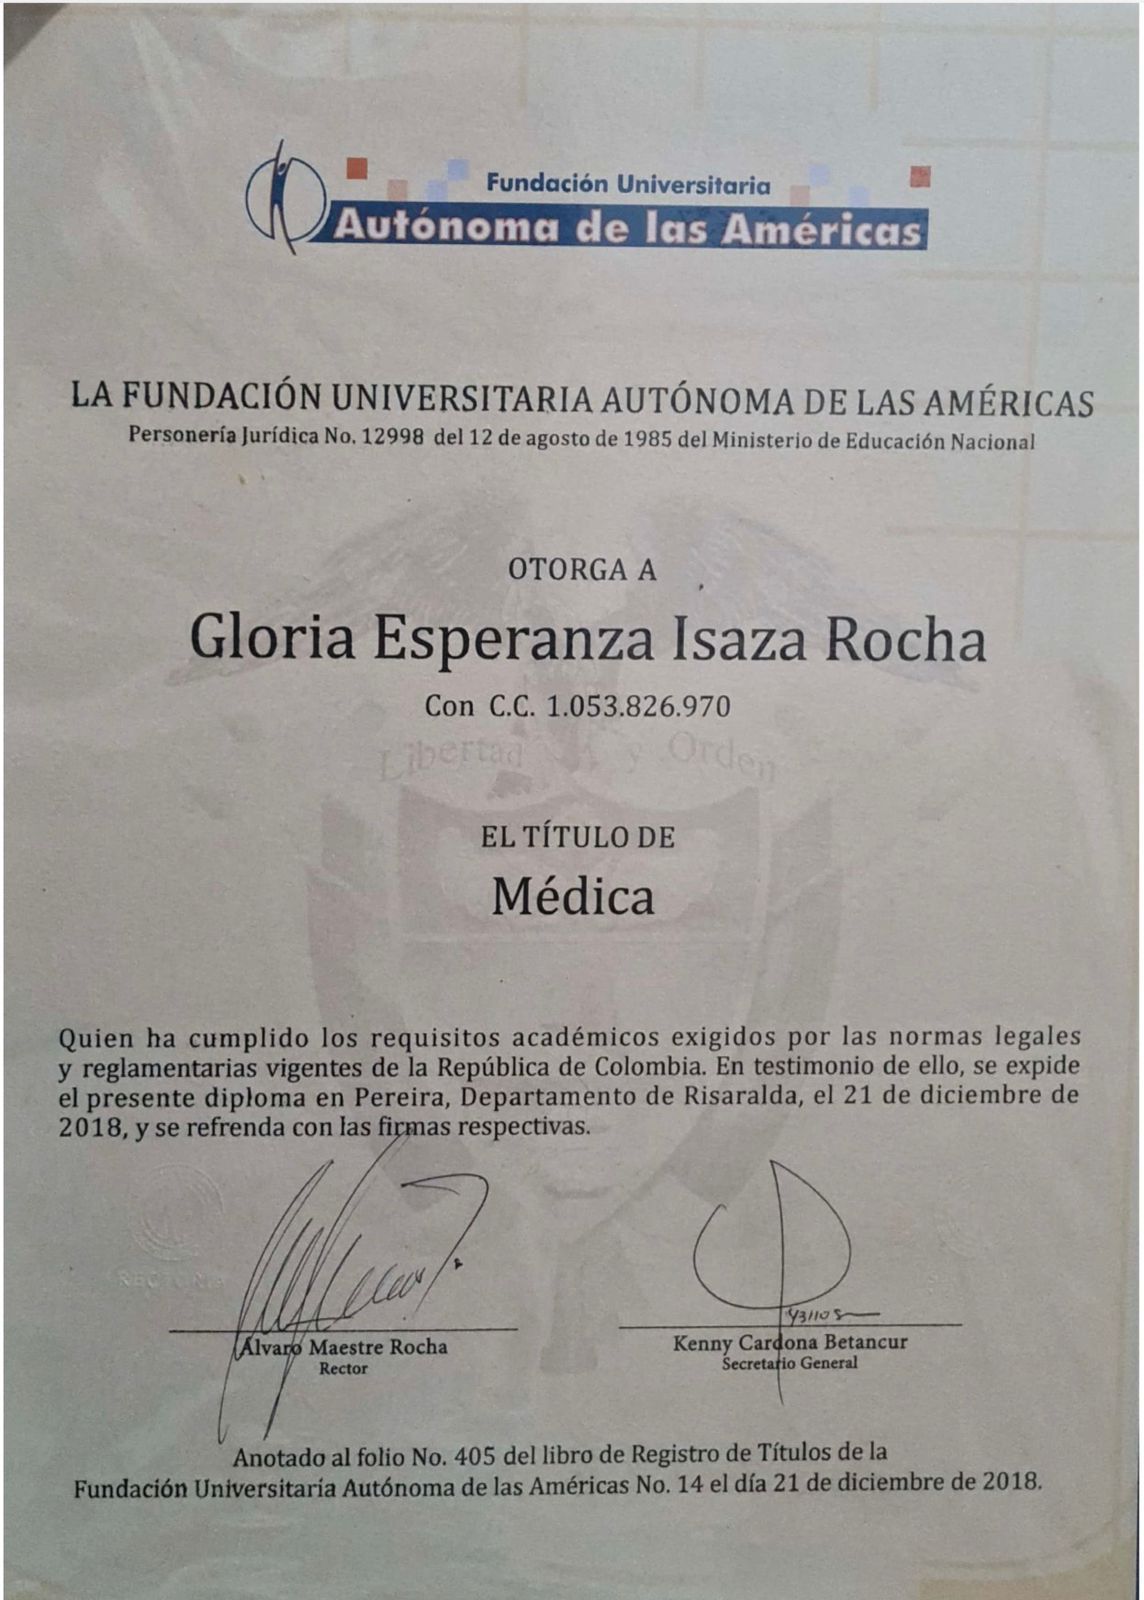 Fundación Universitaria
Autónoma de las Américas
LA FUNDACIÓN UNIVERSITARIA AUTÓNOMA DE LAS AMÉRICAS
Personería Jurídica No. 12998 del 12 de agosto de 1985 del Ministerio de Educación Nacional
OTORGA A
Gloria Esperanza Isaza Rocha
Con C.C. 1.053.826.970
Libertad y Orden
EL TÍTULO DE
Médica
Quien ha cumplido los requisitos académicos exigidos por las normas legales
y reglamentarias vigentes de la República de Colombia. En testimonio de ello, se expide
el presente diploma en Pereira, Departamento de Risaralda, el 21 de diciembre de
2018, y se refrenda con las firmas respectivas.
RECTORIA
Álvaro Maestre Rocha
Rector
Kenny Cardona Betancur
Secretario General
Anotado al folio No. 405 del libro de Registro de Títulos de la
Fundación Universitaria Autónoma de las Américas No. 14 el día 21 de diciembre de 2018.